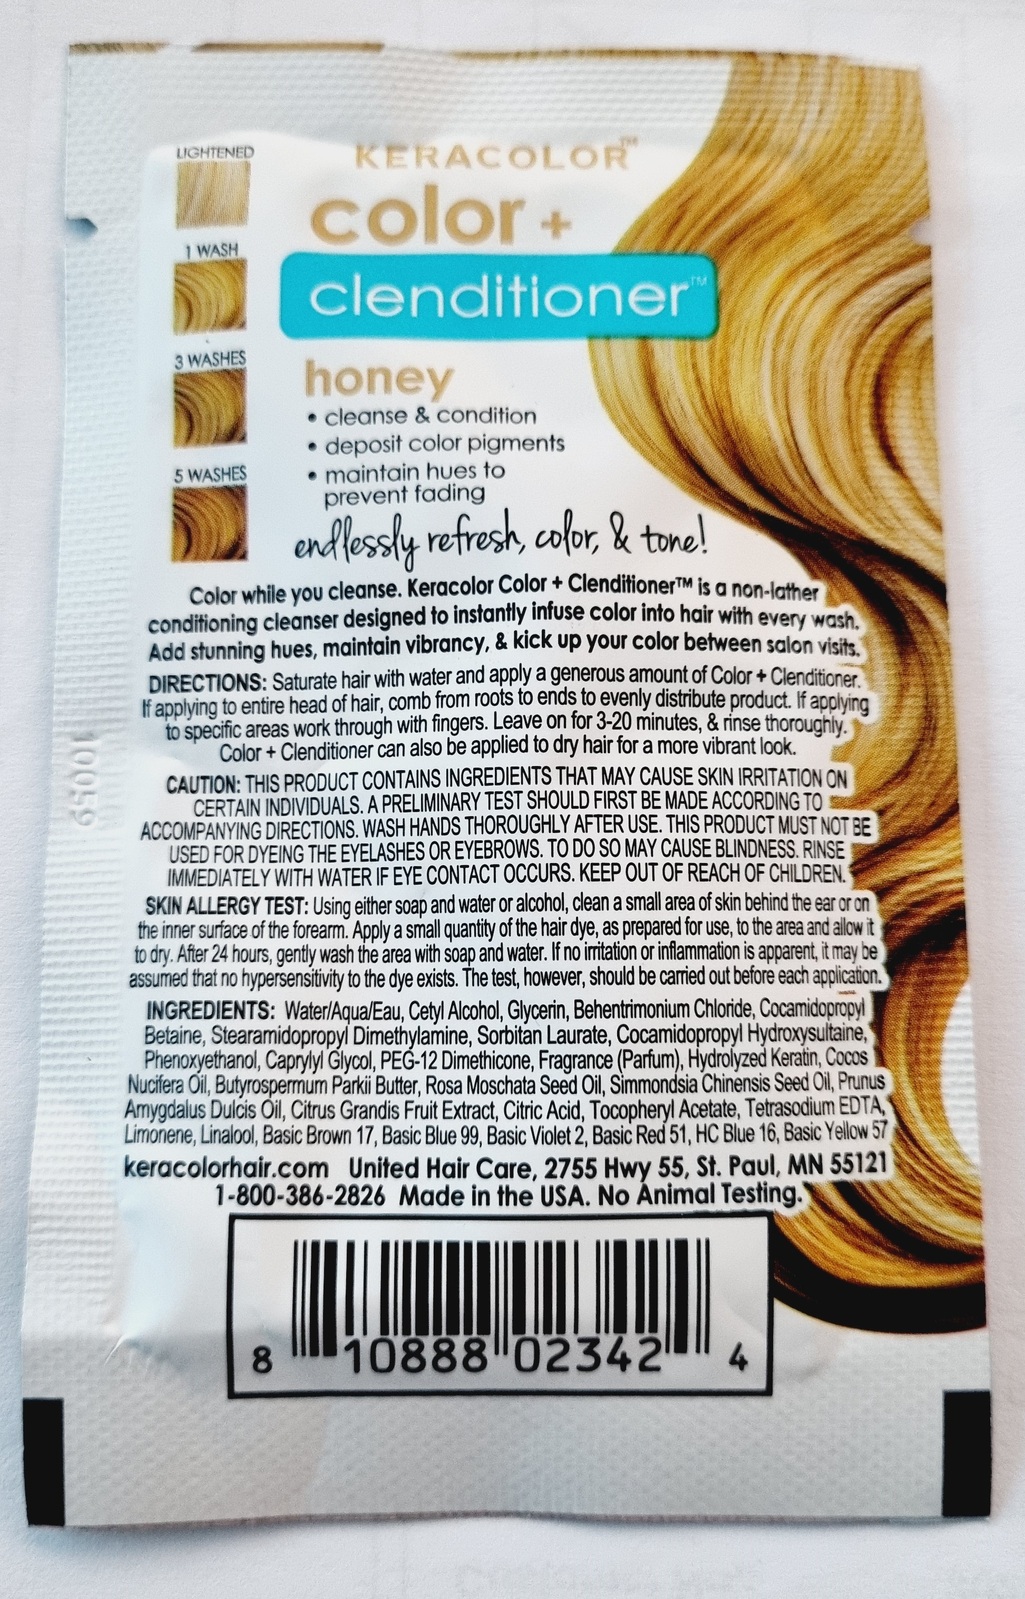 LIGHTENED
1 WASH
3 WASHES
5 WASHES
KERACOLOR™
color +
clenditioner™
honey
• cleanse & condition
• deposit color pigments
• maintain hues to
prevent fading
endlessly refresh, color, & tone!
Color while you cleanse. Keracolor Color + Clenditioner™ is a non-lather
conditioning cleanser designed to instantly infuse color into hair with every wash.
Add stunning hues, maintain vibrancy, & kick up your color between salon visits.
DIRECTIONS: Saturate hair with water and apply a generous amount of Color + Clenditioner.
If applying to entire head of hair, comb from roots to ends to evenly distribute product. If applying
to specific areas work through with fingers. Leave on for 3-20 minutes, & rinse thoroughly.
Color + Clenditioner can also be applied to dry hair for a more vibrant look.
CAUTION: THIS PRODUCT CONTAINS INGREDIENTS THAT MAY CAUSE SKIN IRRITATION ON
CERTAIN INDIVIDUALS. A PRELIMINARY TEST SHOULD FIRST BE MADE ACCORDING TO
ACCOMPANYING DIRECTIONS. WASH HANDS THOROUGHLY AFTER USE. THIS PRODUCT MUST NOT BE
USED FOR DYEING THE EYELASHES OR EYEBROWS. TO DO SO MAY CAUSE BLINDNESS. RINSE
IMMEDIATELY WITH WATER IF EYE CONTACT OCCURS. KEEP OUT OF REACH OF CHILDREN.
SKIN ALLERGY TEST: Using either soap and water or alcohol, clean a small area of skin behind the ear or on
the inner surface of the forearm. Apply a small quantity of the hair dye, as prepared for use, to the area and allow it
to dry. After 24 hours, gently wash the area with soap and water. If no irritation or inflammation is apparent, it may be
assumed that no hypersensitivity to the dye exists. The test, however, should be carried out before each application.
INGREDIENTS: Water/Aqua/Eau, Cetyl Alcohol, Glycerin, Behentrimonium Chloride, Cocamidopropyl
Betaine, Stearamidopropyl Dimethylamine, Sorbitan Laurate, Cocamidopropyl Hydroxysultaine,
Phenoxyethanol, Caprylyl Glycol, PEG-12 Dimethicone, Fragrance (Parfum), Hydrolyzed Keratin, Cocos
Nucifera Oil, Butyrospermum Parkii Butter, Rosa Moschata Seed Oil, Simmondsia Chinensis Seed Oil, Prunus
Amygdalus Dulcis Oil, Citrus Grandis Fruit Extract, Citric Acid, Tocopheryl Acetate, Tetrasodium EDTA,
Limonene, Linalool, Basic Brown 17, Basic Blue 99, Basic Violet 2, Basic Red 51, HC Blue 16, Basic Yellow 57
keracolorhair.com United Hair Care, 2755 Hwy 55, St. Paul, MN 55121
1-800-386-2826 Made in the USA. No Animal Testing.
8 10888 02342 4
10059